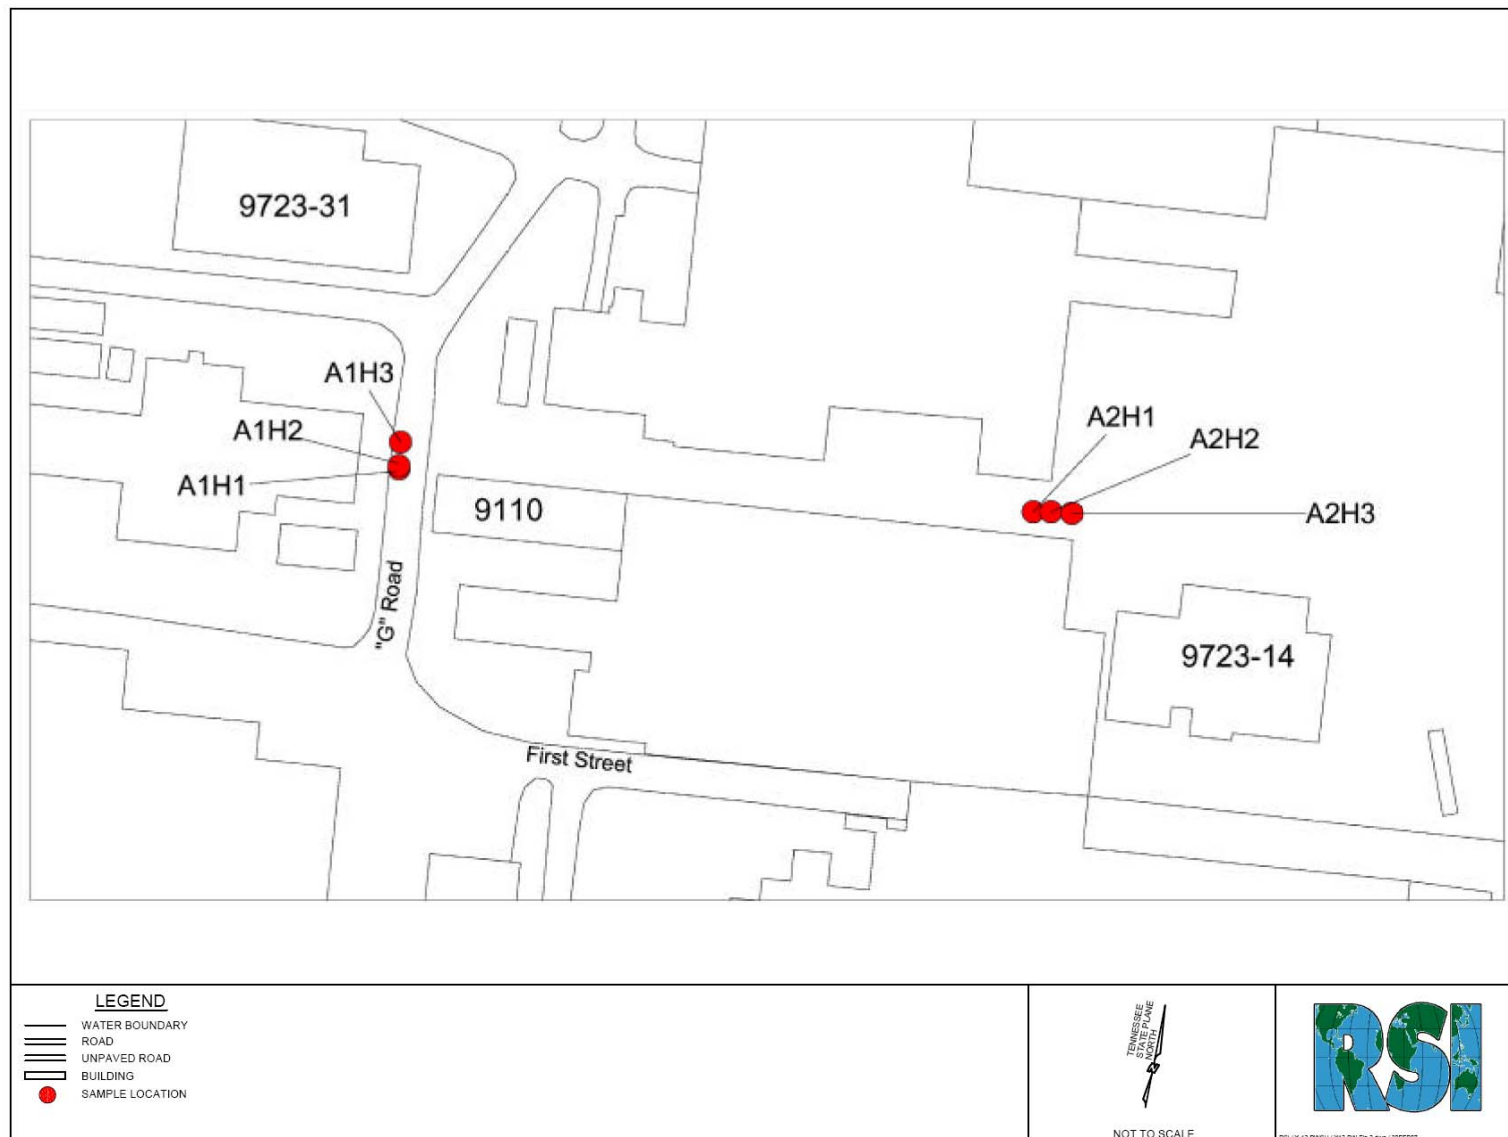 9723-31
A1H3
A1H2
A1H1
9110
A2H1
A2H2
A2H3
"G" Road
9723-14
First Street
LEGEND
WATER BOUNDARY
ROAD
UNPAVED ROAD
BUILDING
SAMPLE LOCATION
TENNESSEE
STATE PLANE
NORTH
NOT TO SCALE
RSI